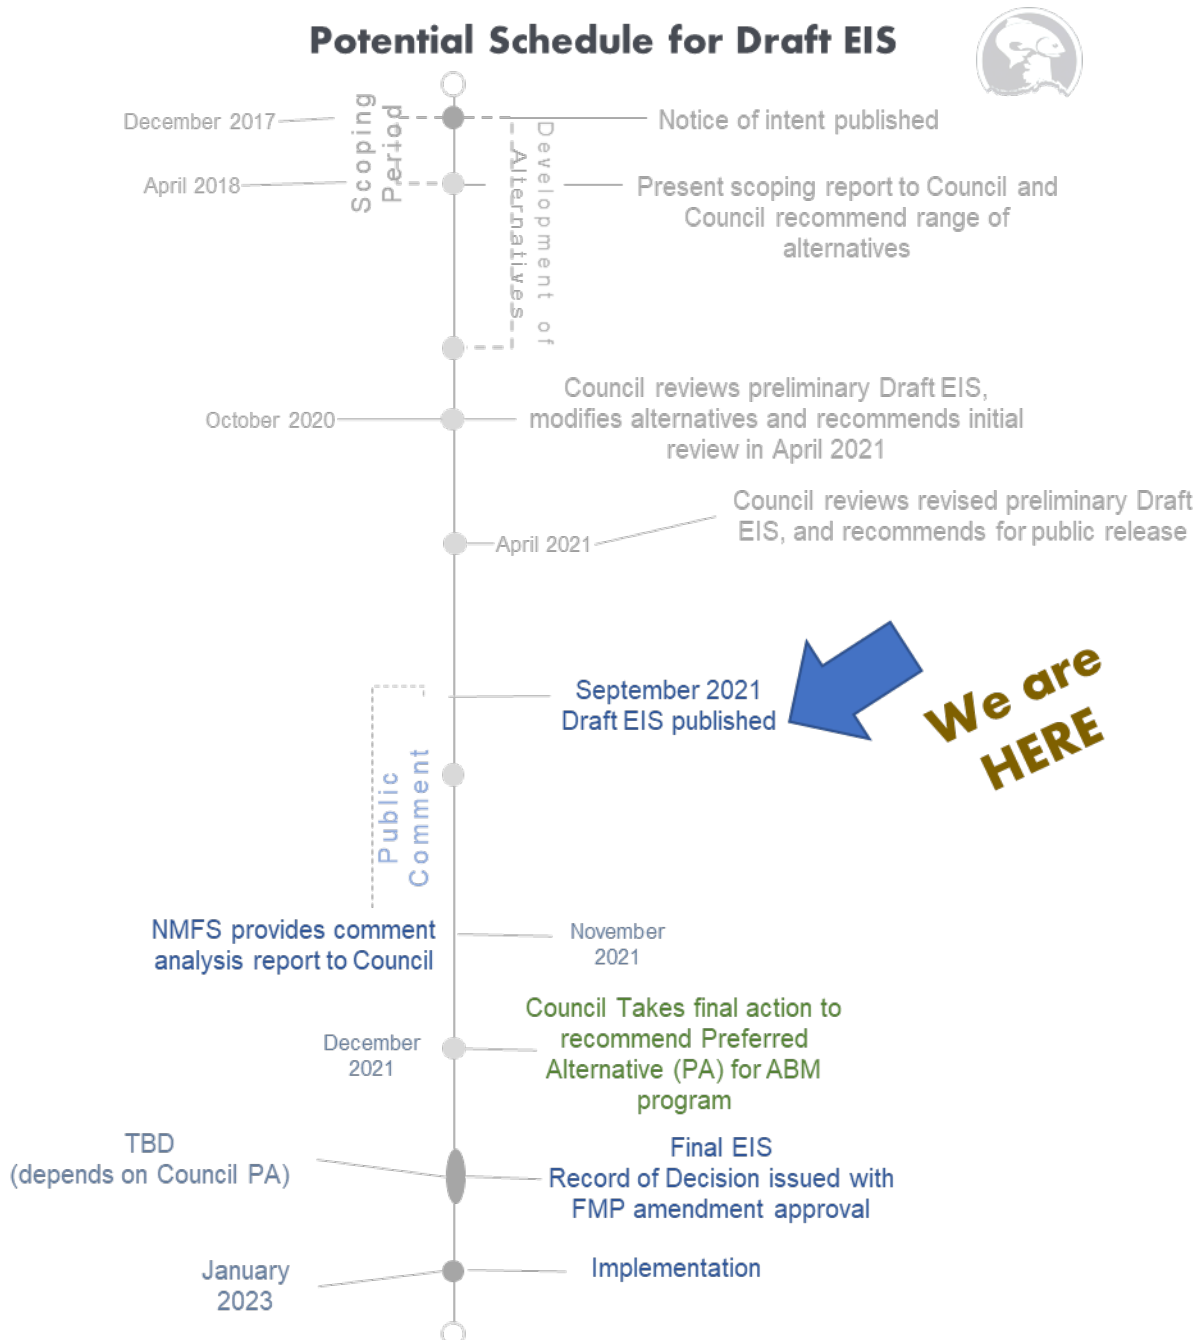 Potential Schedule for Draft EIS
December 2017
Scoping
Period
Notice of intent published
Development of
Alternatives
April 2018
Present scoping report to Council and
Council recommend range of
alternatives
October 2020
Council reviews preliminary Draft EIS,
modifies alternatives and recommends initial
review in April 2021
April 2021
Council reviews revised preliminary Draft
EIS, and recommends for public release
September 2021
Draft EIS published
We are
HERE
Public
Comment
NMFS provides comment
analysis report to Council
November
2021
December
2021
Council Takes final action to
recommend Preferred
Alternative (PA) for ABM
program
TBD
(depends on Council PA)
Final EIS
Record of Decision issued with
FMP amendment approval
January
2023
Implementation